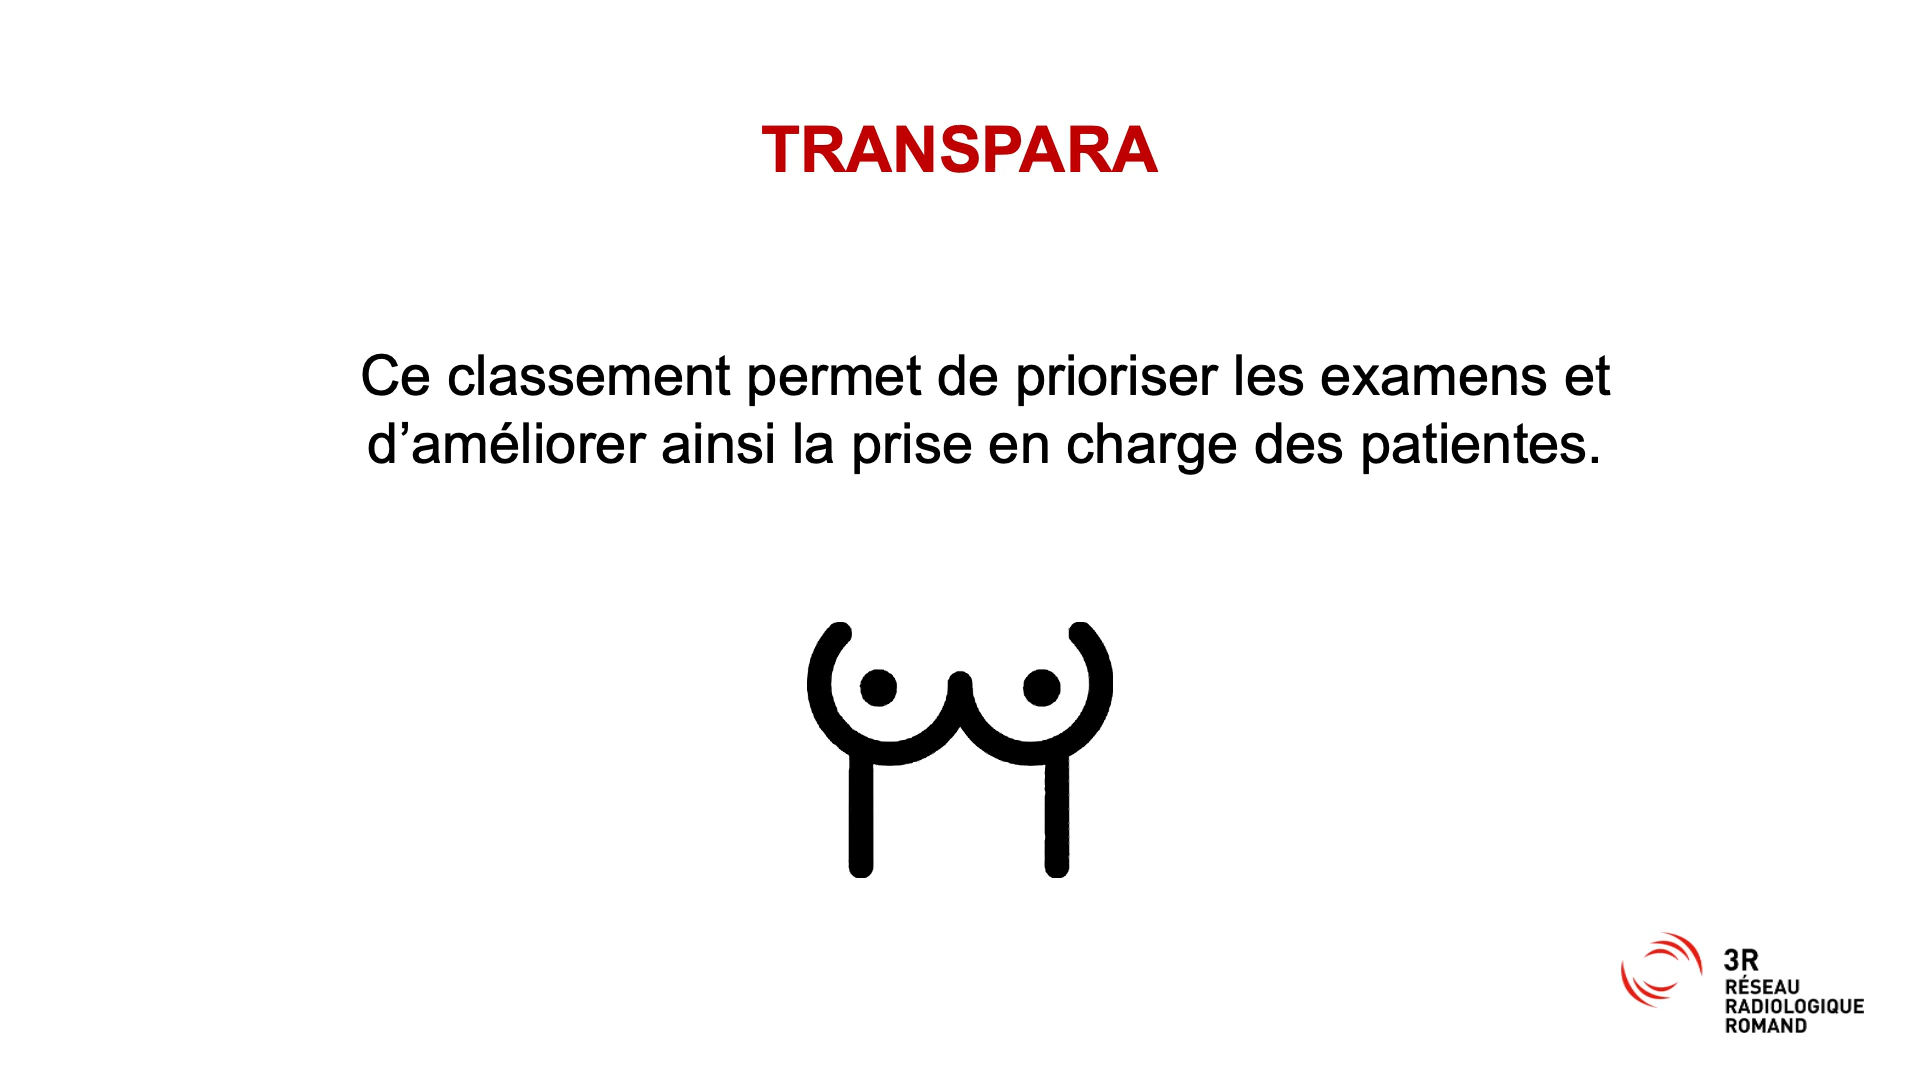 TRANSPARA
Ce classement permet de prioriser les examens et
d’améliorer ainsi la prise en charge des patientes.
3R
RÉSEAU
RADIOLOGIQUE
ROMAND